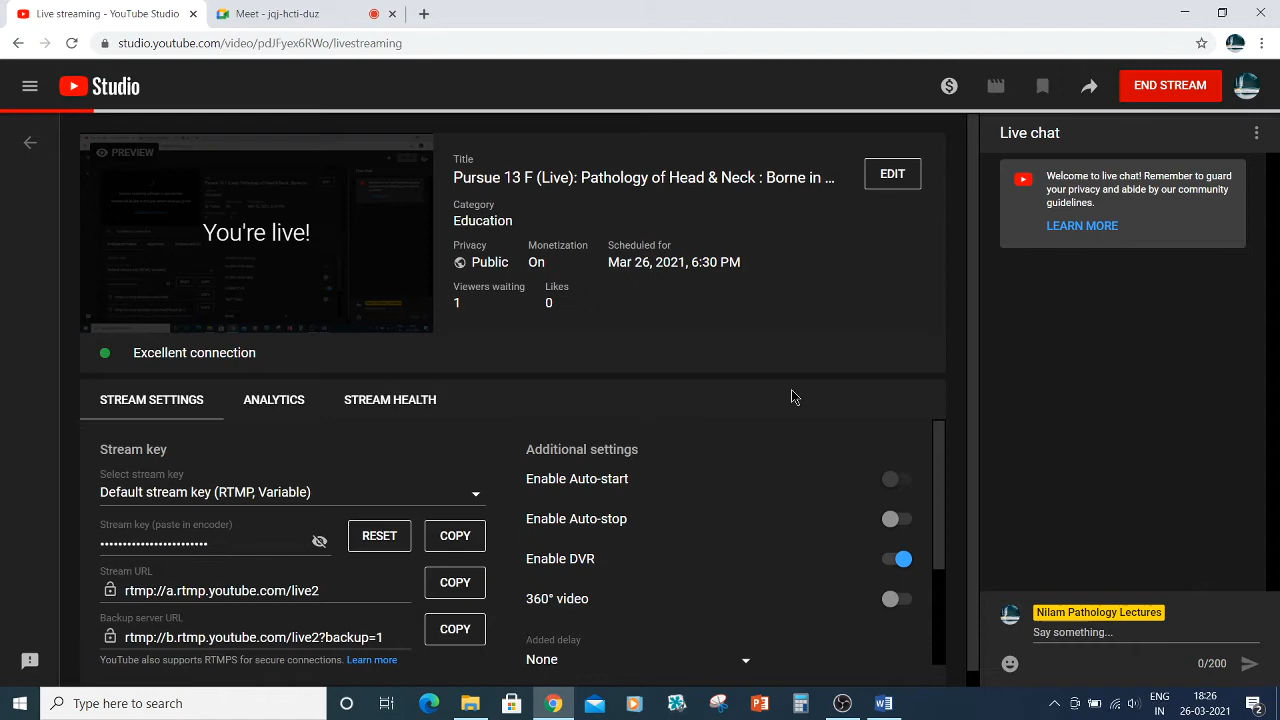 Live streaming - YouTube Studio
Meet - jqj-hcti-duz
studio.youtube.com/video/pdJFyex6RWo/livestreaming
Studio
END STREAM
PREVIEW
You're live!
Title
Pursue 13 F (Live): Pathology of Head & Neck : Borne in ...
EDIT
Category
Education
Privacy
Monetization
Scheduled for
Public
On
Mar 26, 2021, 6:30 PM
Viewers waiting
Likes
1
0
Excellent connection
STREAM SETTINGS
ANALYTICS
STREAM HEALTH
Stream key
Select stream key
Default stream key (RTMP, Variable)
Stream key (paste in encoder)
••••••••••••••••••••••••
RESET
COPY
Stream URL
rtmp://a.rtmp.youtube.com/live2
COPY
Backup server URL
rtmp://b.rtmp.youtube.com/live2?backup=1
COPY
YouTube also supports RTMPS for secure connections. Learn more
Additional settings
Enable Auto-start
Enable Auto-stop
Enable DVR
360° video
Added delay
None
Live chat
Welcome to live chat! Remember to guard
your privacy and abide by our community
guidelines.
LEARN MORE
Nilam Pathology Lectures
Say something...
0/200
Type here to search
ENG
IN
18:26
26-03-2021
2